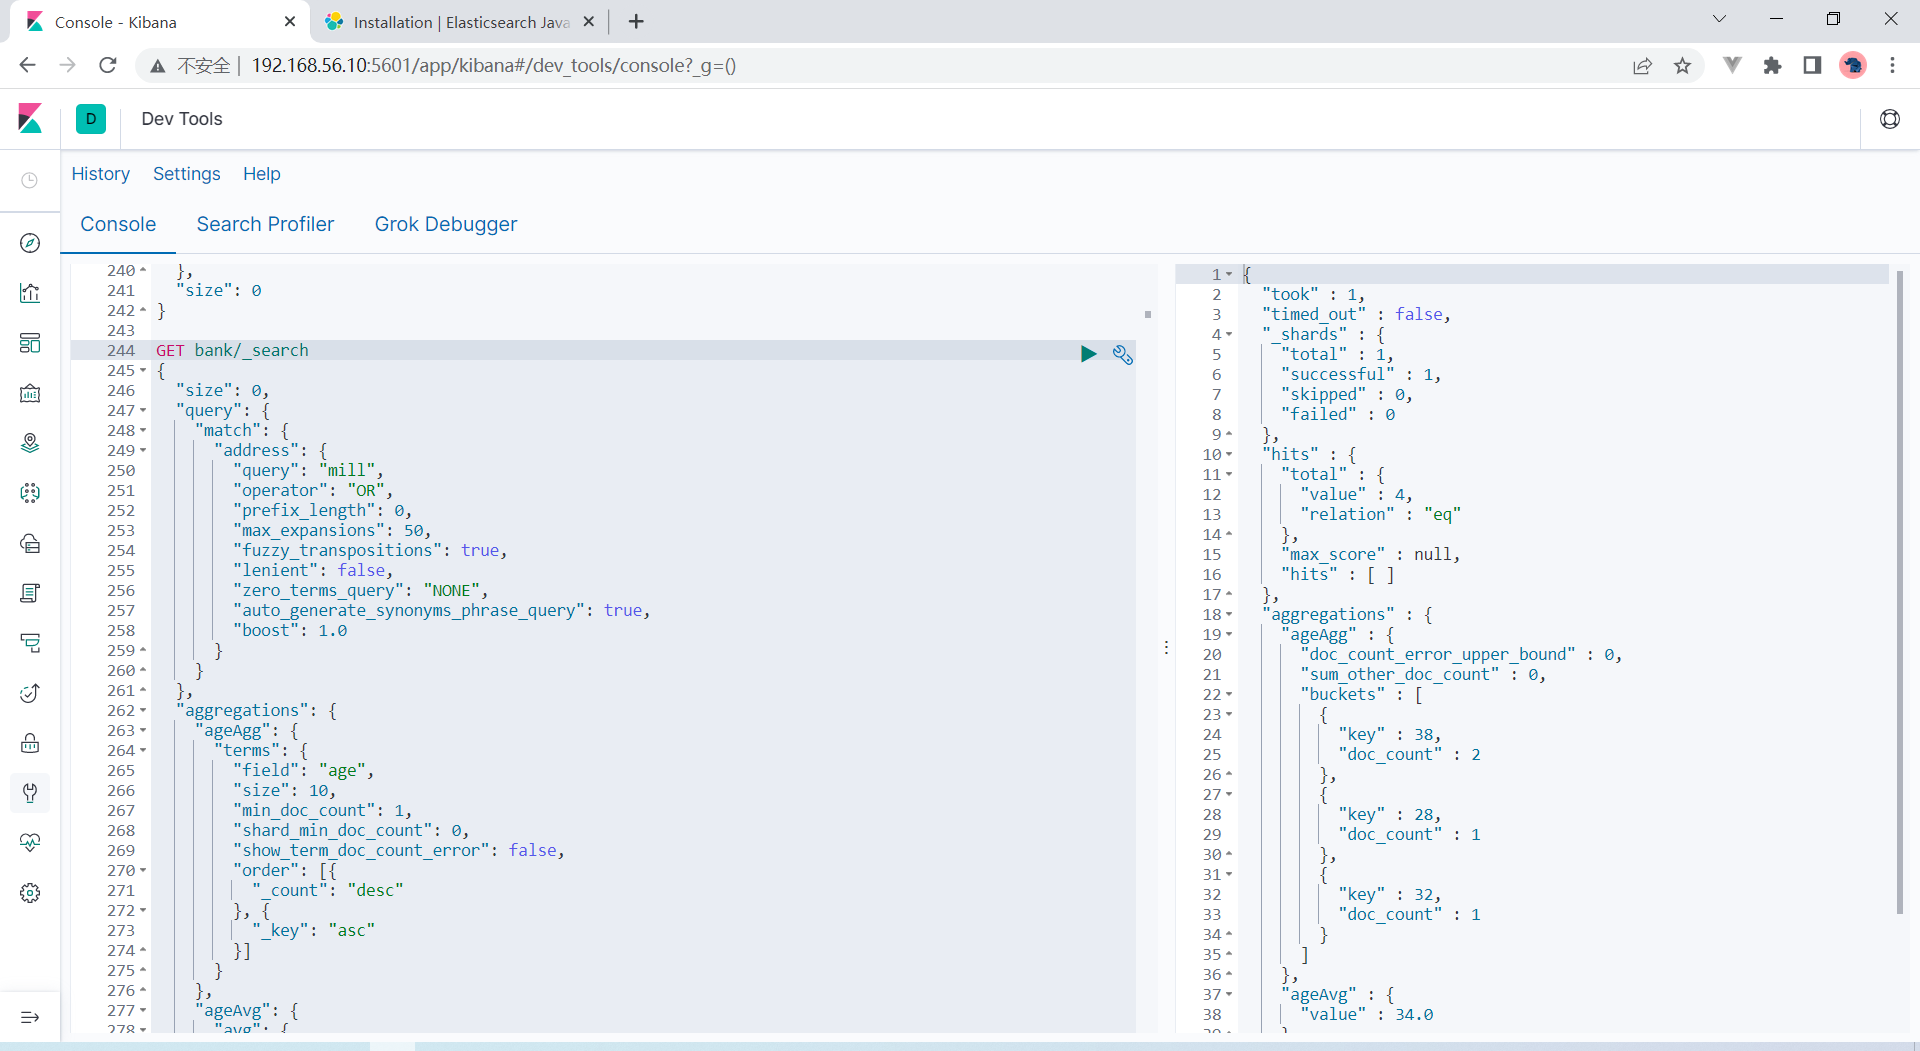 Console - Kibana
Installation | Elasticsearch Java
不安全 | 192.168.56.10:5601/app/kibana#/dev_tools/console?_g=()
D Dev Tools
History Settings Help
Console Search Profiler Grok Debugger
240 },
241 "size": 0
242 }
243
244 GET bank/_search
245 {
246 "size": 0,
247 "query": {
248 "match": {
249 "address": {
250 "query": "mill",
251 "operator": "OR",
252 "prefix_length": 0,
253 "max_expansions": 50,
254 "fuzzy_transpositions": true,
255 "lenient": false,
256 "zero_terms_query": "NONE",
257 "auto_generate_synonyms_phrase_query": true,
258 "boost": 1.0
259 }
260 }
261 },
262 "aggregations": {
263 "ageAgg": {
264 "terms": {
265 "field": "age",
266 "size": 10,
267 "min_doc_count": 1,
268 "shard_min_doc_count": 0,
269 "show_term_doc_count_error": false,
270 "order": [{
271 "_count": "desc"
272 }, {
273 "_key": "asc"
274 }]
275 }
276 },
277 "ageAvg": {
278 "avg": {
1 {
2 "took" : 1,
3 "timed_out" : false,
4 "_shards" : {
5 "total" : 1,
6 "successful" : 1,
7 "skipped" : 0,
8 "failed" : 0
9 },
10 "hits" : {
11 "total" : {
12 "value" : 4,
13 "relation" : "eq"
14 },
15 "max_score" : null,
16 "hits" : [ ]
17 },
18 "aggregations" : {
19 "ageAgg" : {
20 "doc_count_error_upper_bound" : 0,
21 "sum_other_doc_count" : 0,
22 "buckets" : [
23 {
24 "key" : 38,
25 "doc_count" : 2
26 },
27 {
28 "key" : 28,
29 "doc_count" : 1
30 },
31 {
32 "key" : 32,
33 "doc_count" : 1
34 }
35 ]
36 },
37 "ageAvg" : {
38 "value" : 34.0
39 }